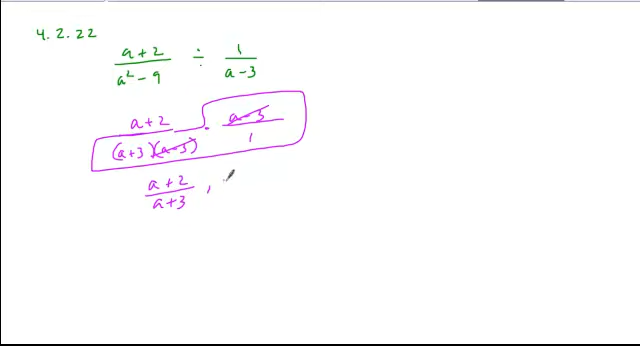 4.2.22
(a+2)/(a²-9) ÷ 1/(a-3)
(a+2)/((a+3)(a-3)) · (a-3)/1
(a+2)/(a+3) ,